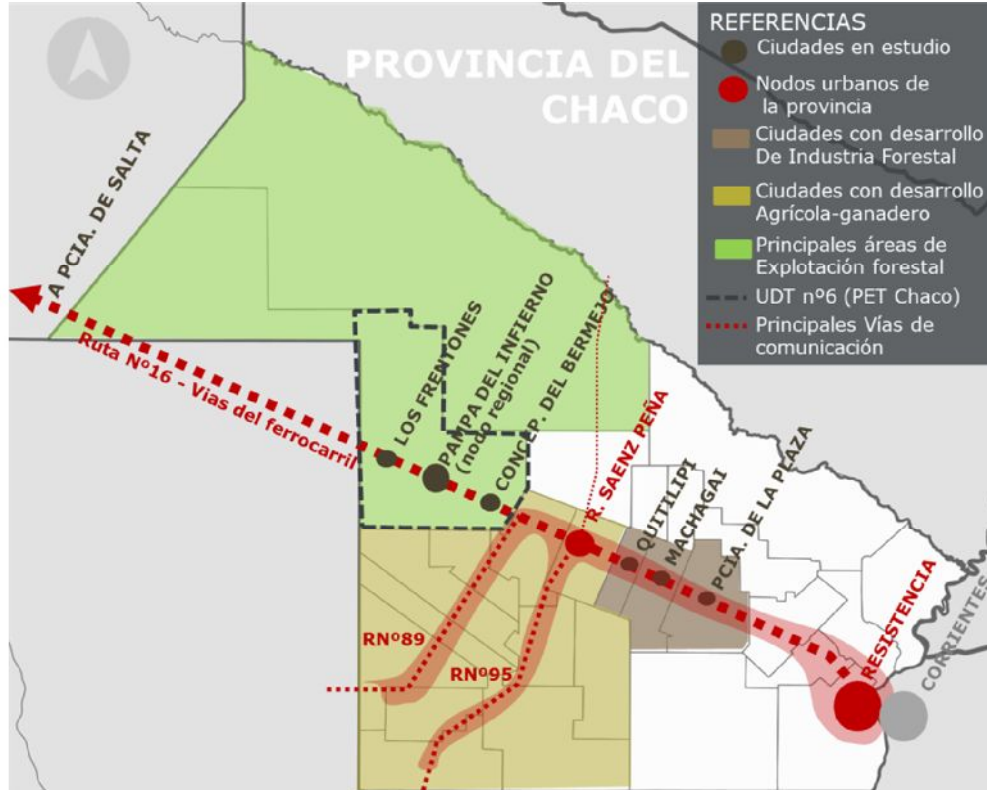 PROVINCIA DEL
CHACO
REFERENCIAS
Ciudades en estudio
Nodos urbanos de
la provincia
Ciudades con desarrollo
De Industria Forestal
Ciudades con desarrollo
Agrícola-ganadero
Principales áreas de
Explotación forestal
UDT nº6 (PET Chaco)
Principales Vías de
comunicación
A PCIA. DE SALTA
Ruta Nº16 - Vias del ferrocarril
LOS FRENTONES
PAMPA DEL INFIERNO
(nodo regional)
CONCEP. DEL BERMEJO
R. SAENZ PEÑA
QUITILIPI
MACHAGAI
PCIA. DE LA PLAZA
RESISTENCIA
CORRIENTES
RNº89
RNº95